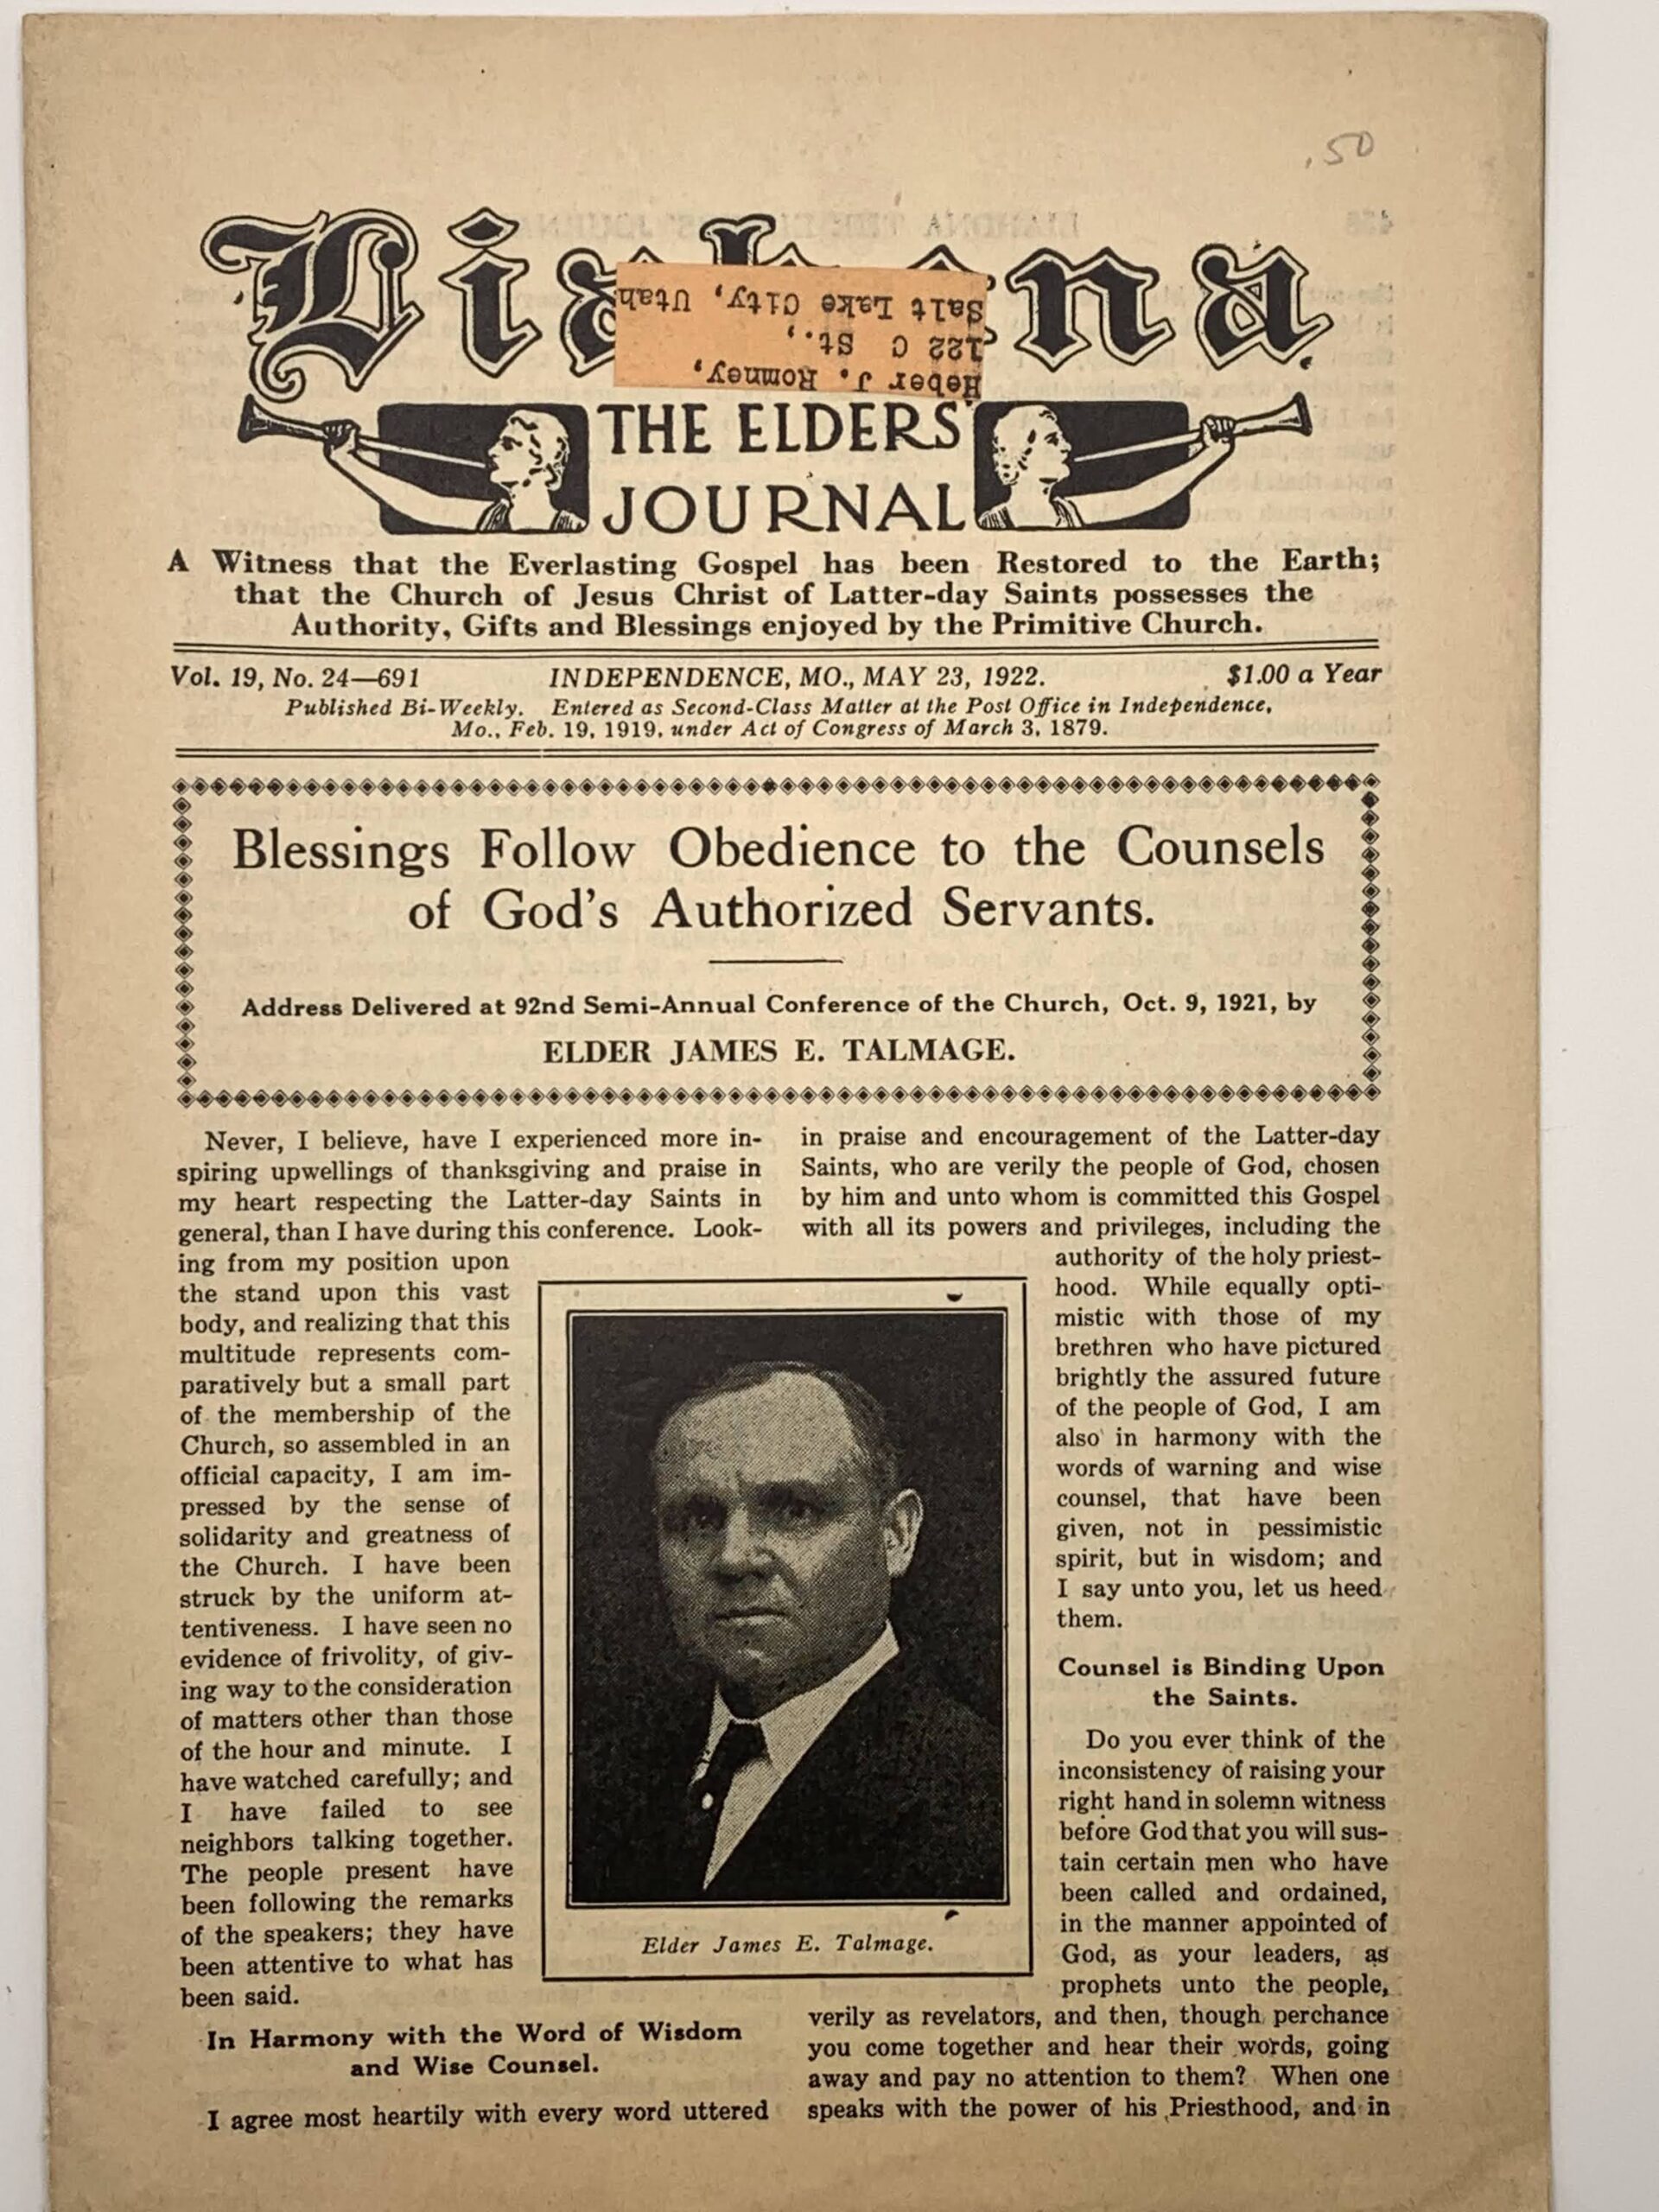 .50
Liahona
Heber J. Romney,
122 C St.,
Salt Lake City, Utah
THE ELDERS'
JOURNAL
A Witness that the Everlasting Gospel has been Restored to the Earth;
that the Church of Jesus Christ of Latter-day Saints possesses the
Authority, Gifts and Blessings enjoyed by the Primitive Church.
Vol. 19, No. 24—691 INDEPENDENCE, MO., MAY 23, 1922. $1.00 a Year
Published Bi-Weekly. Entered as Second-Class Matter at the Post Office in Independence,
Mo., Feb. 19, 1919, under Act of Congress of March 3, 1879.
Blessings Follow Obedience to the Counsels
of God's Authorized Servants.
Address Delivered at 92nd Semi-Annual Conference of the Church, Oct. 9, 1921, by
ELDER JAMES E. TALMAGE.
Never, I believe, have I experienced more in-
spiring upwellings of thanksgiving and praise in
my heart respecting the Latter-day Saints in
general, than I have during this conference. Look-
ing from my position upon
the stand upon this vast
body, and realizing that this
multitude represents com-
paratively but a small part
of the membership of the
Church, so assembled in an
official capacity, I am im-
pressed by the sense of
solidarity and greatness of
the Church. I have been
struck by the uniform at-
tentiveness. I have seen no
evidence of frivolity, of giv-
ing way to the consideration
of matters other than those
of the hour and minute. I
have watched carefully; and
I have failed to see
neighbors talking together.
The people present have
been following the remarks
of the speakers; they have
been attentive to what has
been said.
In Harmony with the Word of Wisdom
and Wise Counsel.
I agree most heartily with every word uttered
in praise and encouragement of the Latter-day
Saints, who are verily the people of God, chosen
by him and unto whom is committed this Gospel
with all its powers and privileges, including the
authority of the holy priest-
hood. While equally opti-
mistic with those of my
brethren who have pictured
brightly the assured future
of the people of God, I am
also in harmony with the
words of warning and wise
counsel, that have been
given, not in pessimistic
spirit, but in wisdom; and
I say unto you, let us heed
them.
Counsel is Binding Upon
the Saints.
Do you ever think of the
inconsistency of raising your
right hand in solemn witness
before God that you will sus-
tain certain men who have
been called and ordained,
in the manner appointed of
God, as your leaders, as
prophets unto the people,
verily as revelators, and then, though perchance
you come together and hear their words, going
away and pay no attention to them? When one
speaks with the power of his Priesthood, and in
Elder James E. Talmage.